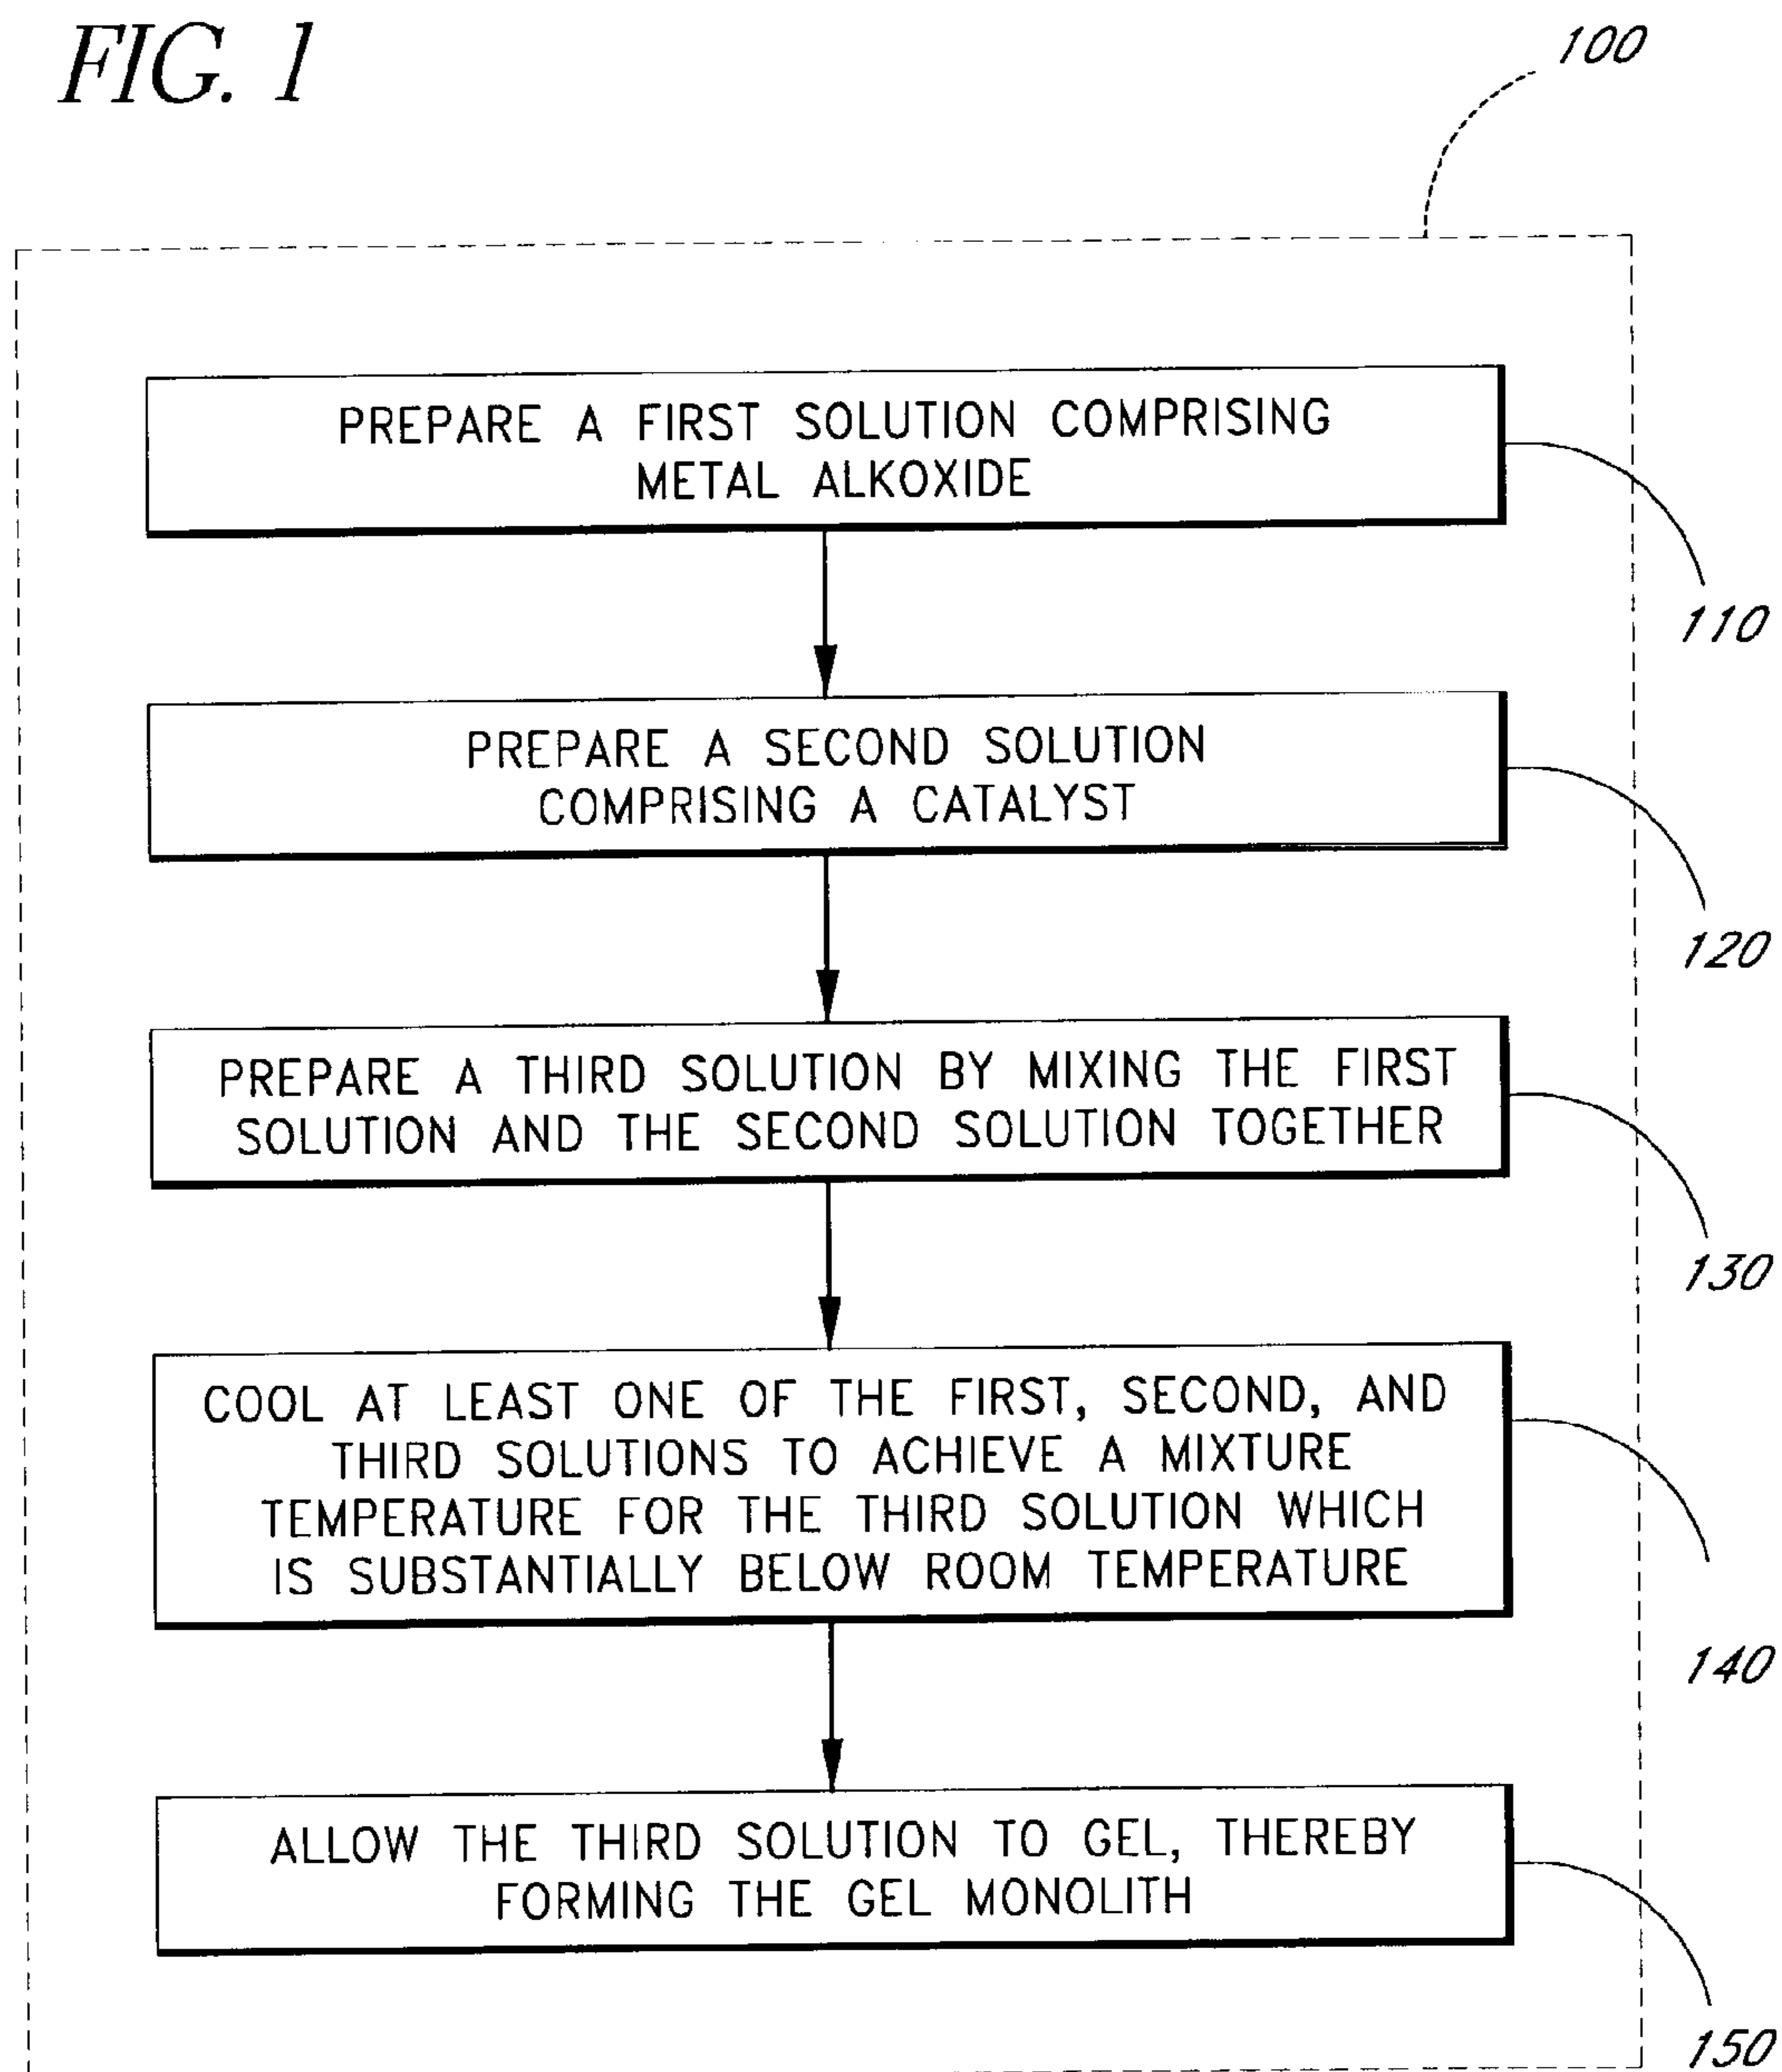 FIG. 1
100
PREPARE A FIRST SOLUTION COMPRISING
METAL ALKOXIDE
110
PREPARE A SECOND SOLUTION
COMPRISING A CATALYST
120
PREPARE A THIRD SOLUTION BY MIXING THE FIRST
SOLUTION AND THE SECOND SOLUTION TOGETHER
130
COOL AT LEAST ONE OF THE FIRST, SECOND, AND
THIRD SOLUTIONS TO ACHIEVE A MIXTURE
TEMPERATURE FOR THE THIRD SOLUTION WHICH
IS SUBSTANTIALLY BELOW ROOM TEMPERATURE
140
ALLOW THE THIRD SOLUTION TO GEL, THEREBY
FORMING THE GEL MONOLITH
150